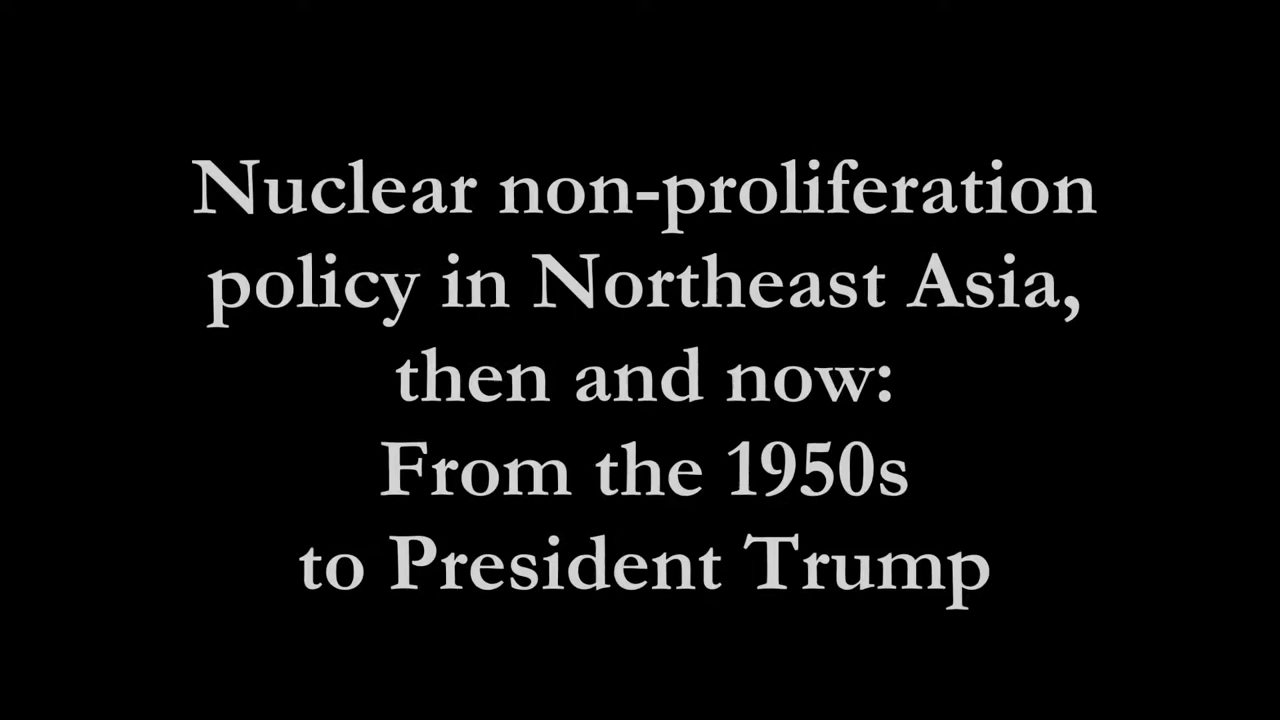 Nuclear non-proliferation
policy in Northeast Asia,
then and now:
From the 1950s
to President Trump